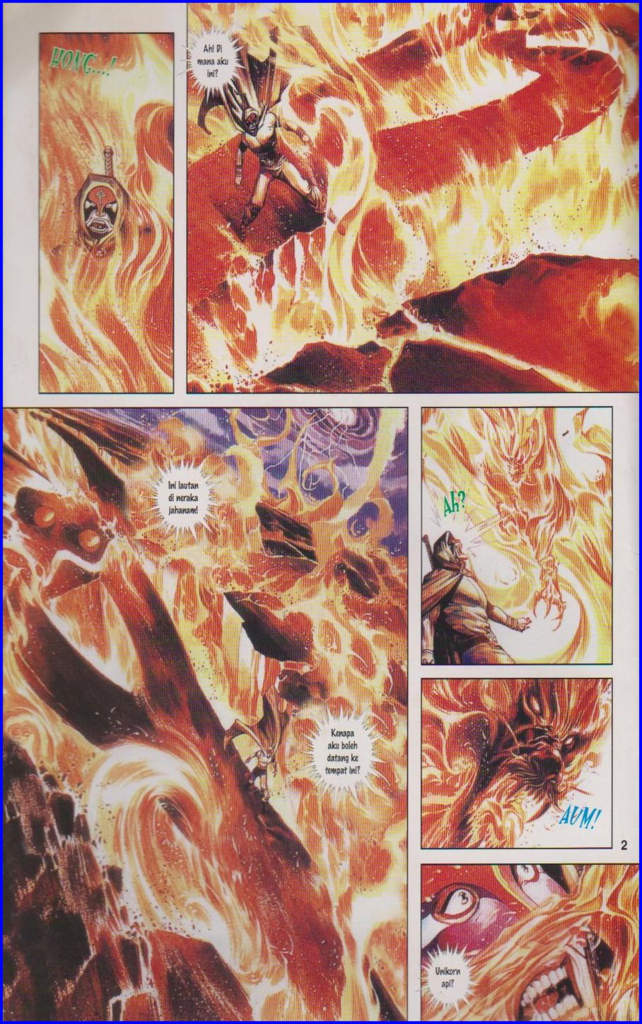 HONG...!
Ah! Di
mana aku
ini?
Ini lautan
di neraka
jahanam!
Kenapa
aku boleh
datang ke
tempat ini?
Ah?
AUM!
2
Unikorn
api?